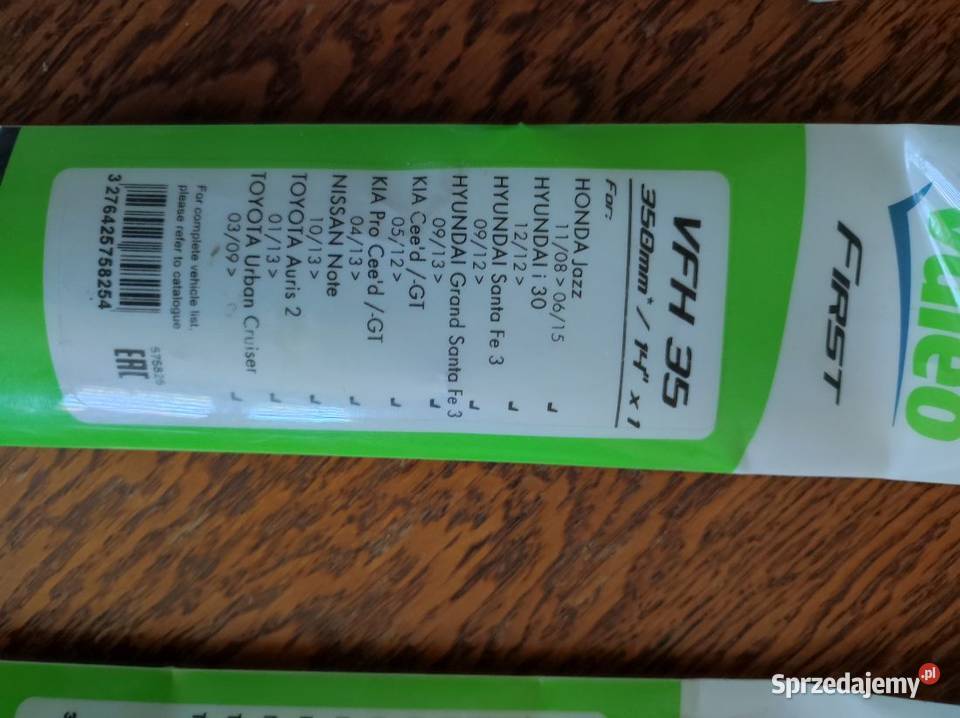 valeo
FIRST
VFH 35
350mm* / 14" x 1
For:
HONDA Jazz
11/08 > 06/15
HYUNDAI i 30
12/12 >
HYUNDAI Santa Fe 3
09/12 >
HYUNDAI Grand Santa Fe 3
09/13 >
KIA Cee'd /-GT
05/12 >
KIA Pro Cee'd /-GT
04/13 >
NISSAN Note
10/13 >
TOYOTA Auris 2
01/13 >
TOYOTA Urban Cruiser
03/09 >
For complete vehicle list,
please refer to catalogue
575825
3 276425758254
EAC
Sprzedajemy.pl